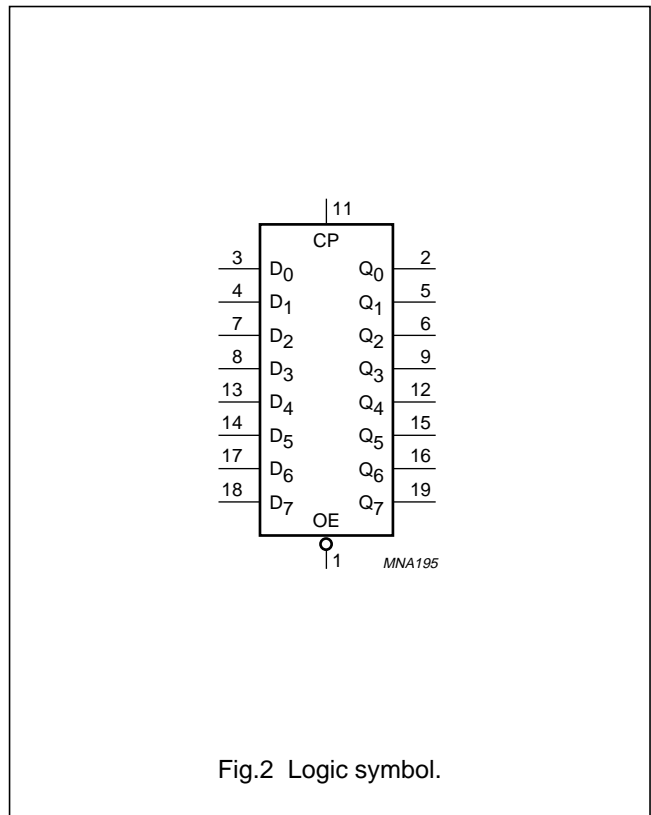 11
CP
3 D0 Q0 2
4 D1 Q1 5
7 D2 Q2 6
8 D3 Q3 9
13 D4 Q4 12
14 D5 Q5 15
17 D6 Q6 16
18 D7 Q7 19
OE
1 MNA195
Fig.2 Logic symbol.